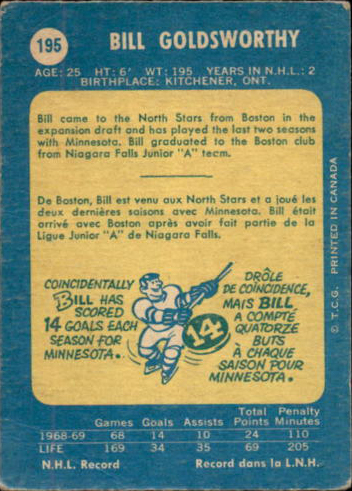 195
BILL GOLDSWORTHY
AGE: 25 HT: 6' WT: 195 YEARS IN N.H.L.: 2
BIRTHPLACE: KITCHENER, ONT.
Bill came to the North Stars from Boston in
the expansion draft and has played the last two seasons
with Minnesota. Bill graduated to the Boston club
from Niagara Falls Junior "A" team.
De Boston, Bill est venu aux North Stars et a joué les
deux dernières saisons avec Minnesota. Bill était
arrivé avec Boston après avoir fait partie de la
Ligue Junior "A" de Niagara Falls.
COINCIDENTALLY
BILL HAS
SCORED
14 GOALS EACH
SEASON FOR
MINNESOTA.
14
DRÔLE
DE COINCIDENCE,
MAIS BILL
A COMPTÉ
QUATORZE
BUTS
À CHAQUE
SAISON POUR
MINNESOTA.
© T.C.G. PRINTED IN CANADA
Games Goals Assists Total Points Penalty Minutes
1968-69 68 14 10 24 110
LIFE 169 34 35 69 205
N.H.L. Record Record dans la L.N.H.